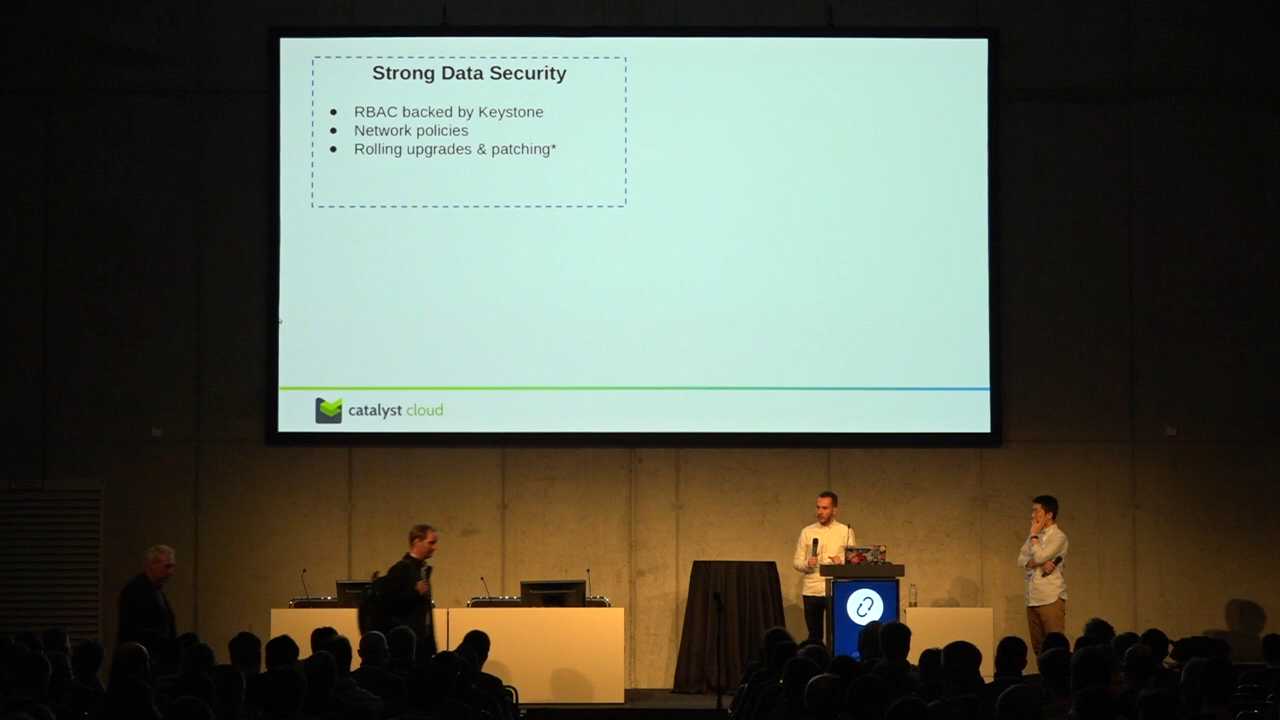 Strong Data Security
● RBAC backed by Keystone
● Network policies
● Rolling upgrades & patching*
catalyst cloud